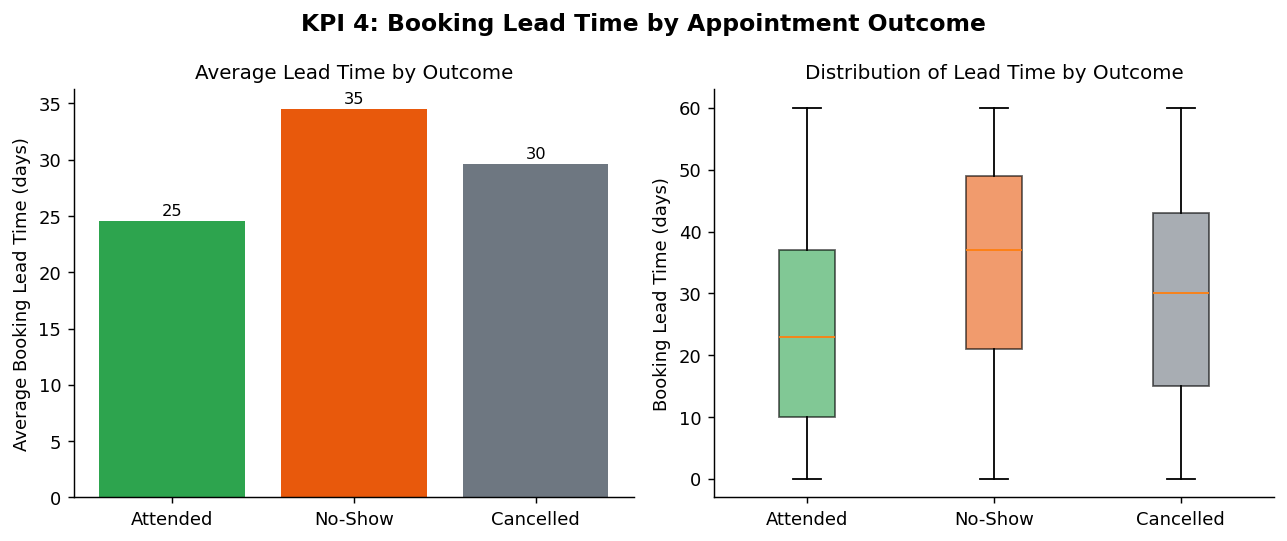 KPI 4: Booking Lead Time by Appointment Outcome
Average Lead Time by Outcome
Average Booking Lead Time (days)
35
30
25
20
15
10
5
0
25
35
30
Attended
No-Show
Cancelled
Distribution of Lead Time by Outcome
Booking Lead Time (days)
60
50
40
30
20
10
0
Attended
No-Show
Cancelled